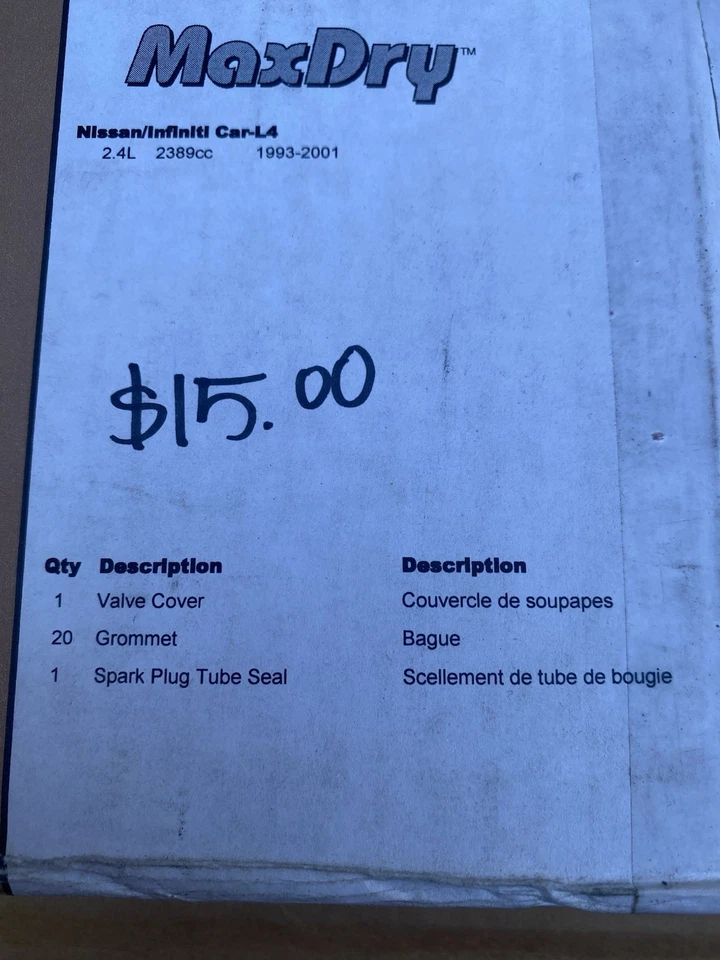 MaxDry™
Nissan/Infiniti Car-L4
2.4L 2389cc 1993-2001
$15.00
Qty Description Description
1 Valve Cover Couvercle de soupapes
20 Grommet Bague
1 Spark Plug Tube Seal Scellement de tube de bougie